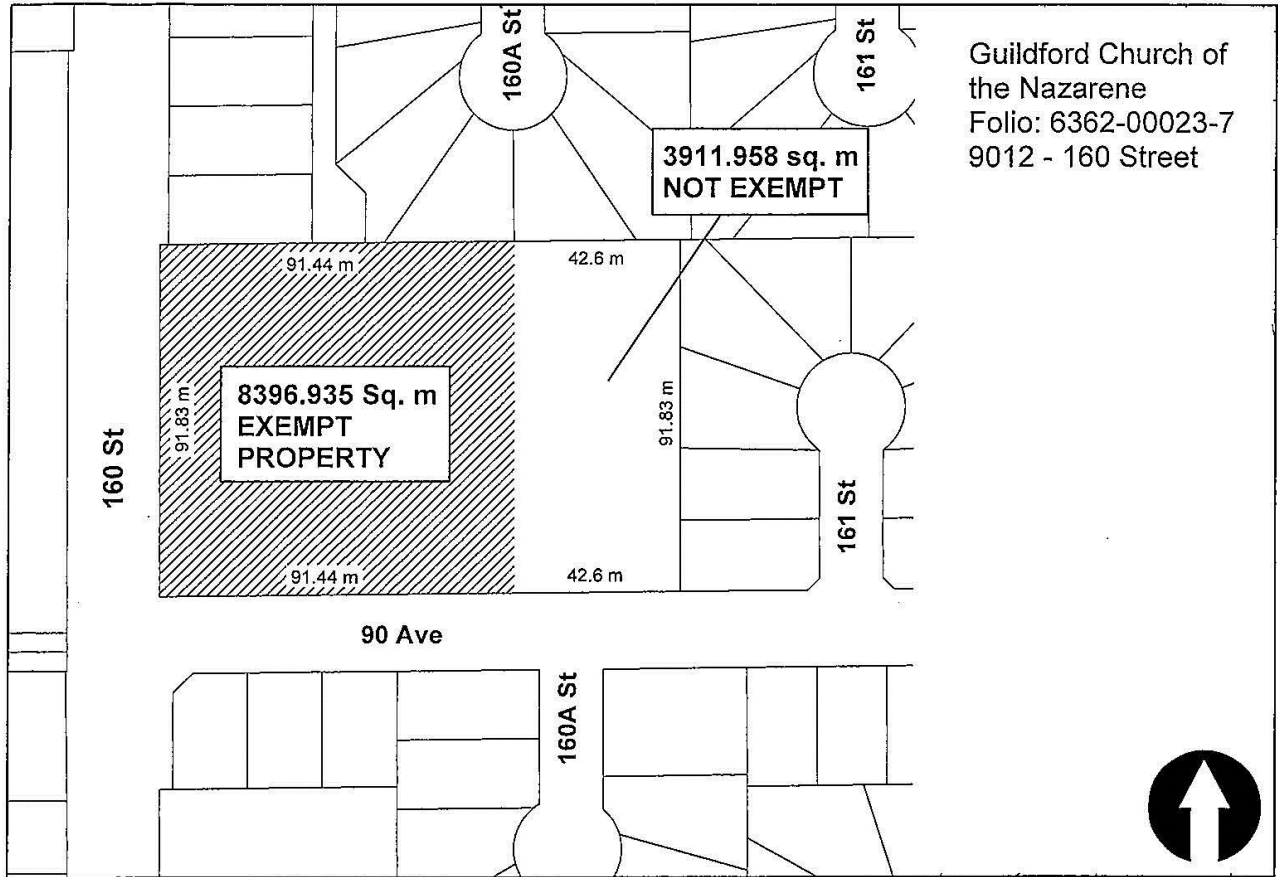 160A St
161 St
Guildford Church of
the Nazarene
Folio: 6362-00023-7
9012 - 160 Street
3911.958 sq. m
NOT EXEMPT
91.44 m
42.6 m
8396.935 Sq. m
EXEMPT
PROPERTY
91.83 m
91.83 m
160 St
161 St
91.44 m
42.6 m
90 Ave
160A St